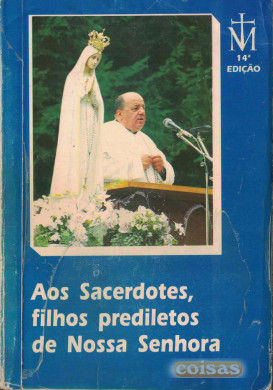 14ª
EDIÇÃO
Aos Sacerdotes,
filhos prediletos
de Nossa Senhora
coisas